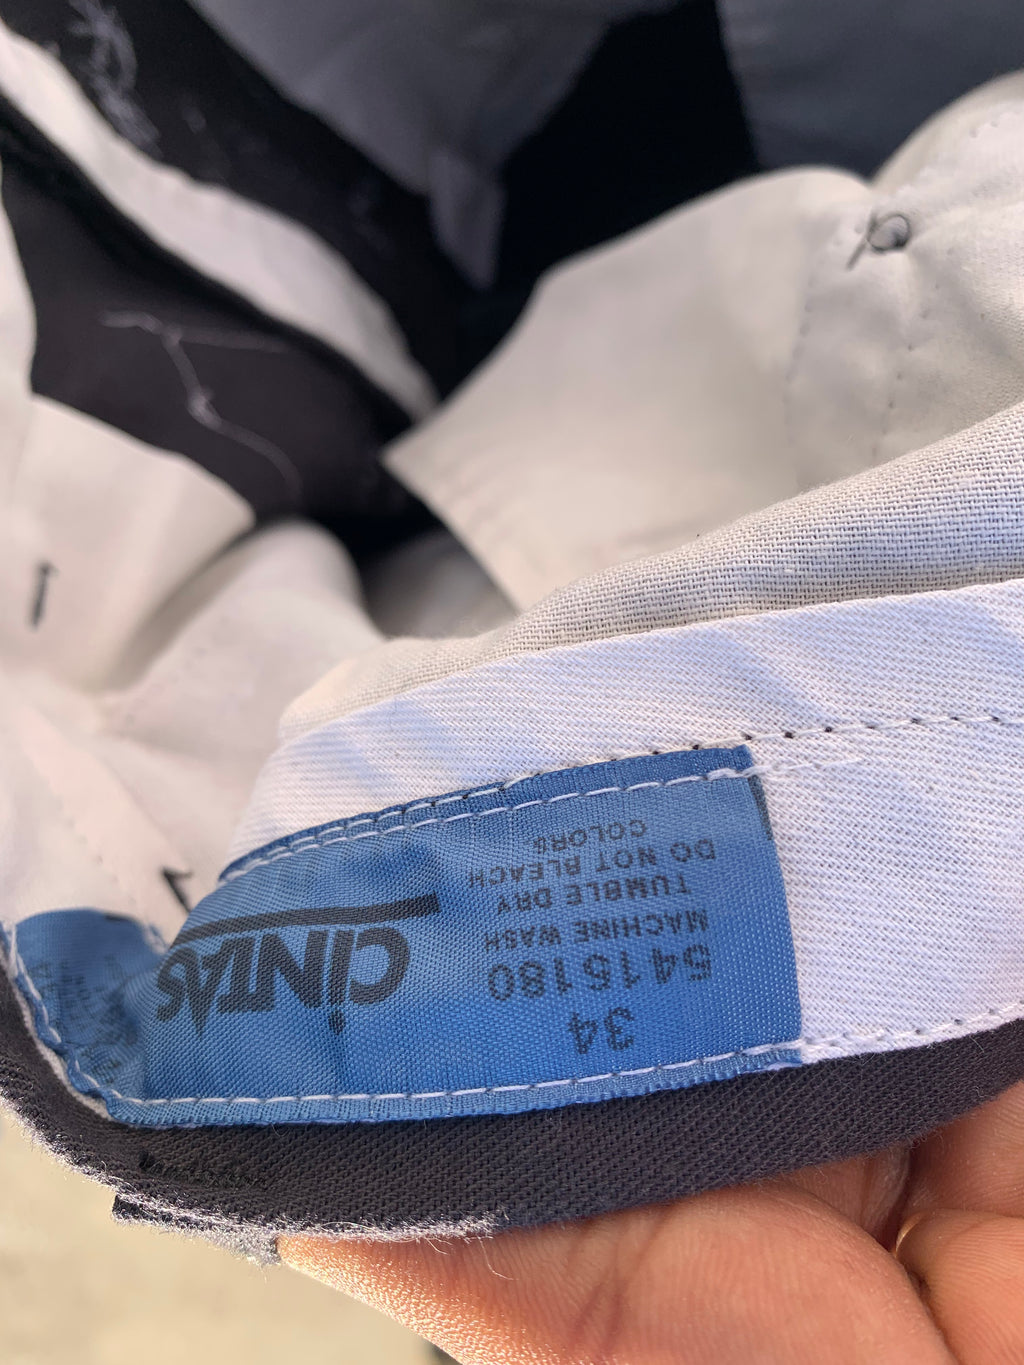 CiNTAS
34
5415180
MACHINE WASH
TUMBLE DRY
DO NOT BLEACH
COLORS